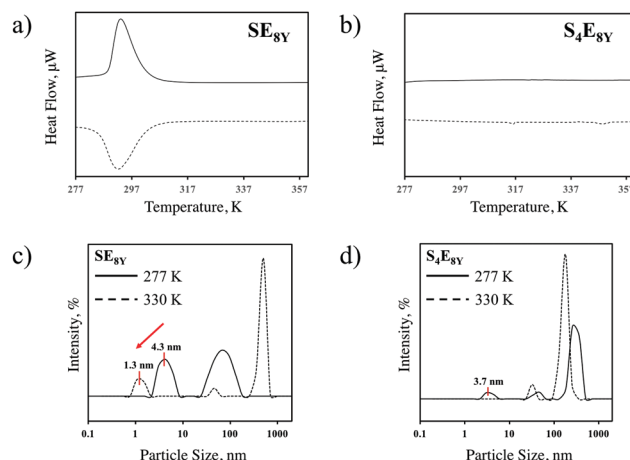 a)
SE8Y
Heat Flow, µW
277 297 317 337 357
Temperature, K
b)
S4E8Y
Heat Flow, µW
277 297 317 337 357
Temperature, K
c)
SE8Y
277 K
330 K
4.3 nm
1.3 nm
Intensity, %
0.1 1 10 100 1000
Particle Size, nm
d)
S4E8Y
277 K
330 K
3.7 nm
Intensity, %
0.1 1 10 100 1000
Particle Size, nm